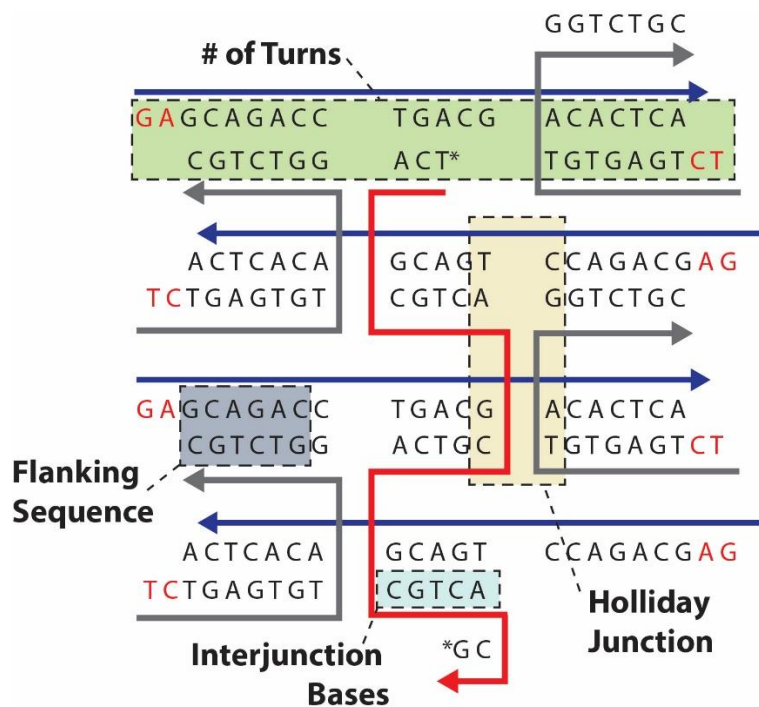 GGTCTGC
# of Turns
GAGCAGACC TGACG ACACTCA
CGTCTGG ACT* TGTGAGTCT
ACTCACA GCAGT CCAGACGAG
TCTGAGTGT CGTCA GGTCTGC
GAGCAGACC TGACG ACACTCA
CGTCTGG ACTGC TGTGAGTCT
Flanking
Sequence
ACTCACA GCAGT CCAGACGAG
TCTGAGTGT CGTCA
Holliday
Junction
Interjunction
Bases
*GC